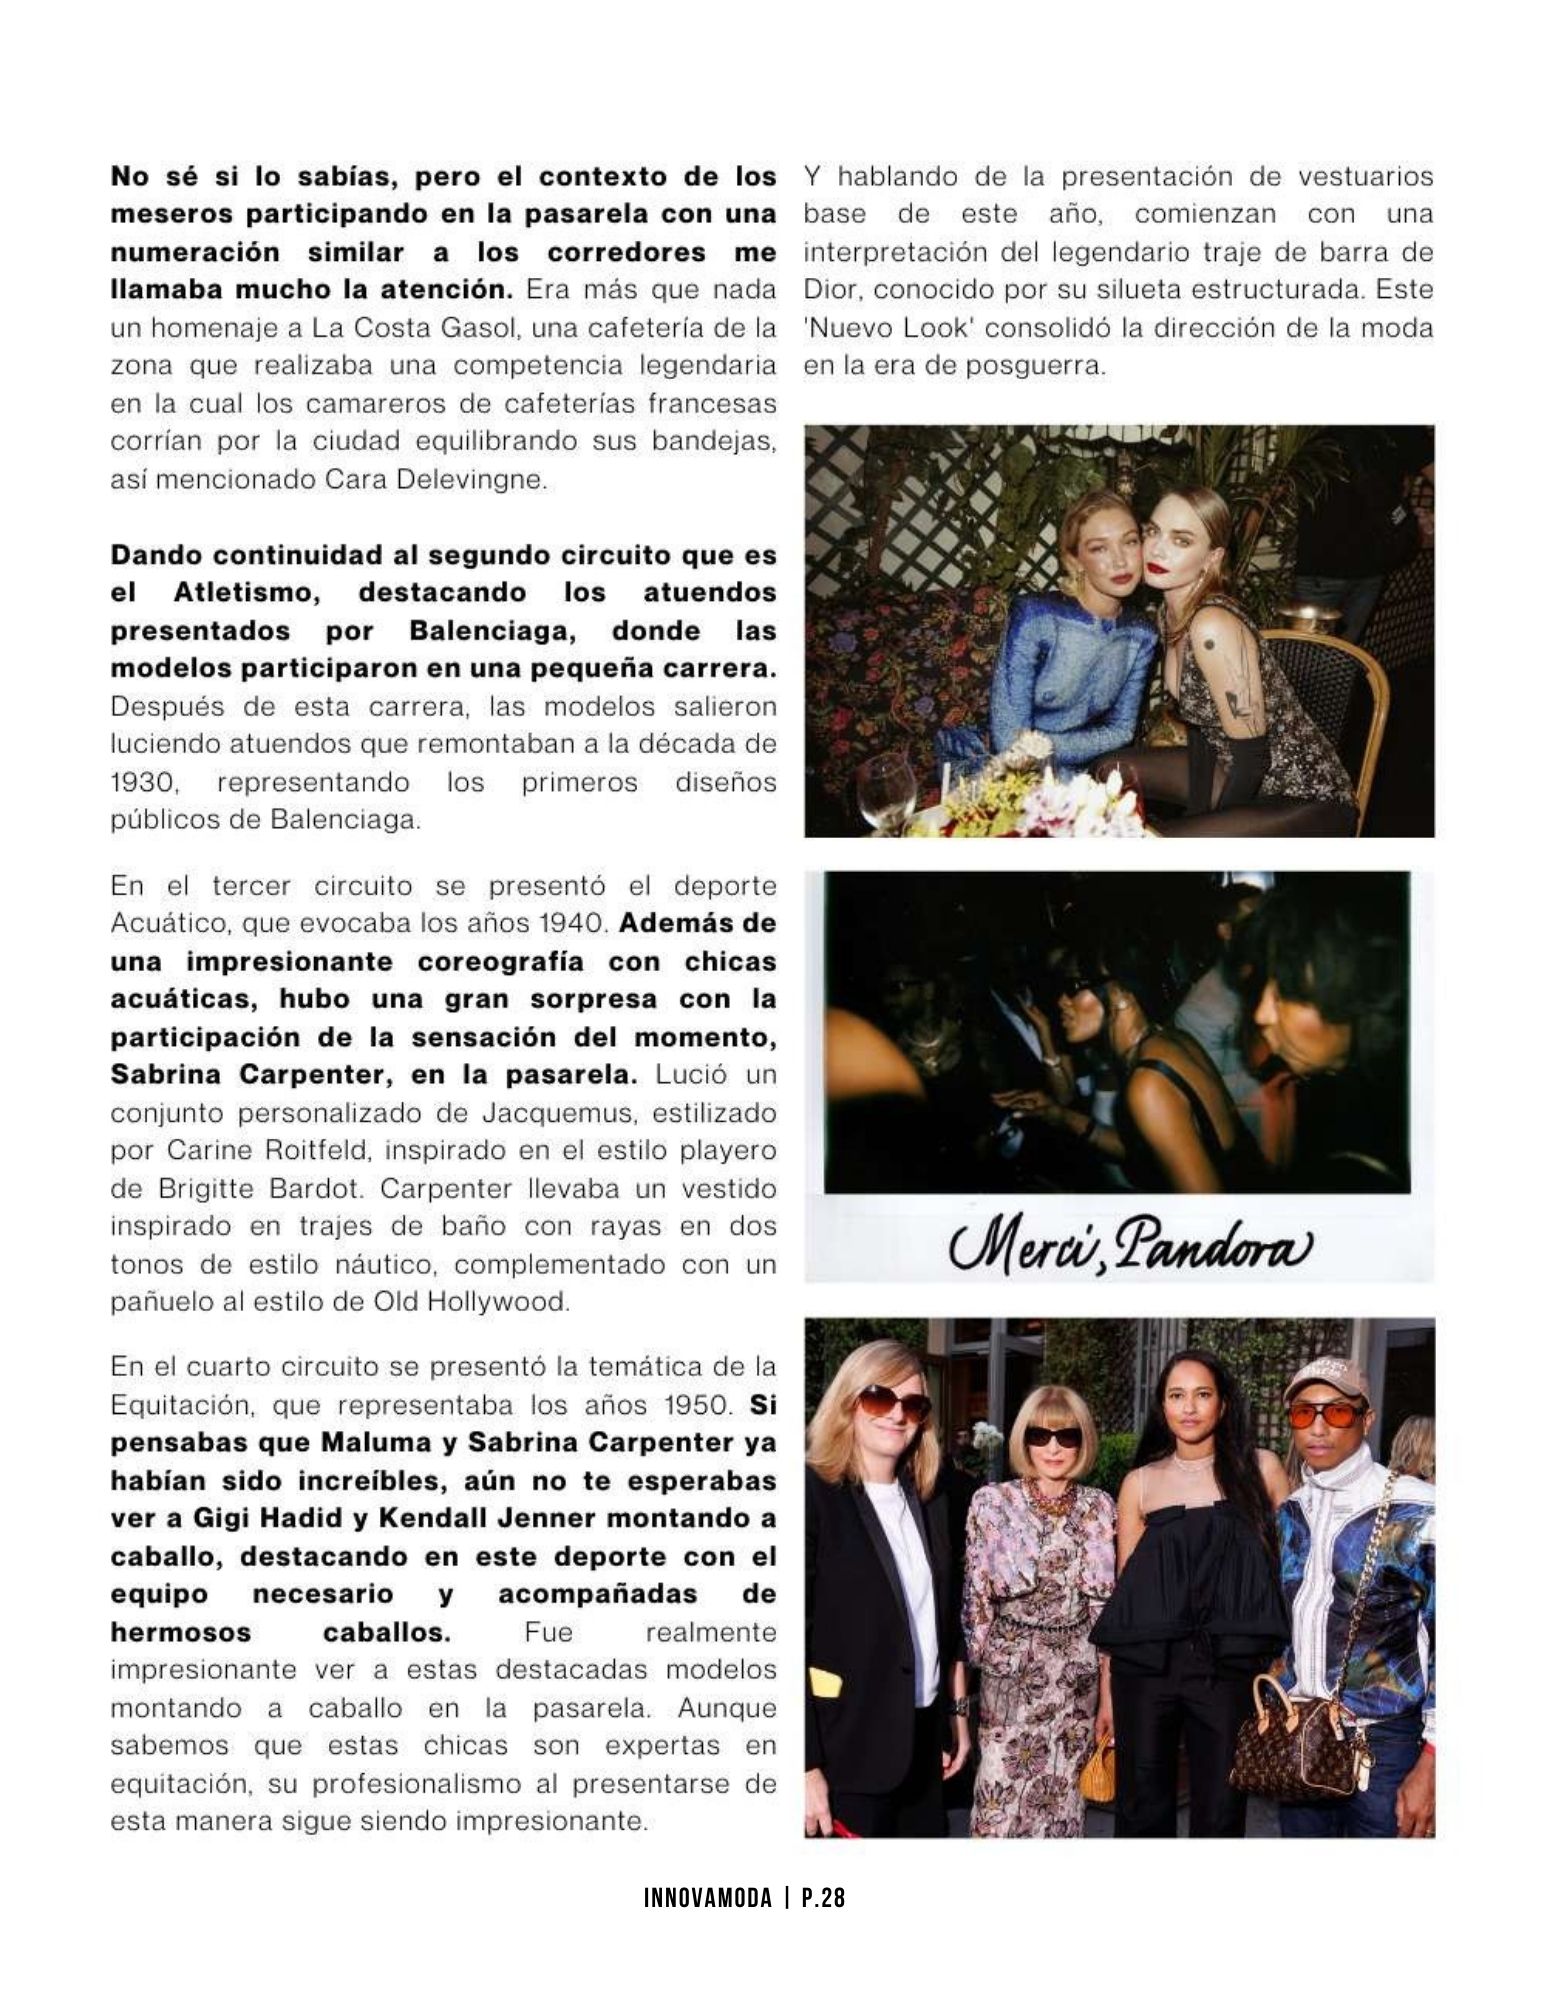 No sé si lo sabías, pero el contexto de los
meseros participando en la pasarela con una
numeración similar a los corredores me
llamaba mucho la atención. Era más que nada
un homenaje a La Costa Gasol, una cafetería de la
zona que realizaba una competencia legendaria
en la cual los camareros de cafeterías francesas
corrían por la ciudad equilibrando sus bandejas,
así mencionado Cara Delevingne.
Dando continuidad al segundo circuito que es
el Atletismo, destacando los atuendos
presentados por Balenciaga, donde las
modelos participaron en una pequeña carrera.
Después de esta carrera, las modelos salieron
luciendo atuendos que remontaban a la década de
1930, representando los primeros diseños
públicos de Balenciaga.
En el tercer circuito se presentó el deporte
Acuático, que evocaba los años 1940. Además de
una impresionante coreografía con chicas
acuáticas, hubo una gran sorpresa con la
participación de la sensación del momento,
Sabrina Carpenter, en la pasarela. Lució un
conjunto personalizado de Jacquemus, estilizado
por Carine Roitfeld, inspirado en el estilo playero
de Brigitte Bardot. Carpenter llevaba un vestido
inspirado en trajes de baño con rayas en dos
tonos de estilo náutico, complementado con un
pañuelo al estilo de Old Hollywood.
En el cuarto circuito se presentó la temática de la
Equitación, que representaba los años 1950. Si
pensabas que Maluma y Sabrina Carpenter ya
habían sido increíbles, aún no te esperabas
ver a Gigi Hadid y Kendall Jenner montando a
caballo, destacando en este deporte con el
equipo necesario y acompañadas de
hermosos caballos. Fue realmente
impresionante ver a estas destacadas modelos
montando a caballo en la pasarela. Aunque
sabemos que estas chicas son expertas en
equitación, su profesionalismo al presentarse de
esta manera sigue siendo impresionante.
Y hablando de la presentación de vestuarios
base de este año, comienzan con una
interpretación del legendario traje de barra de
Dior, conocido por su silueta estructurada. Este
'Nuevo Look' consolidó la dirección de la moda
en la era de posguerra.
Merci, Pandora
INNOVAMODA | P.28